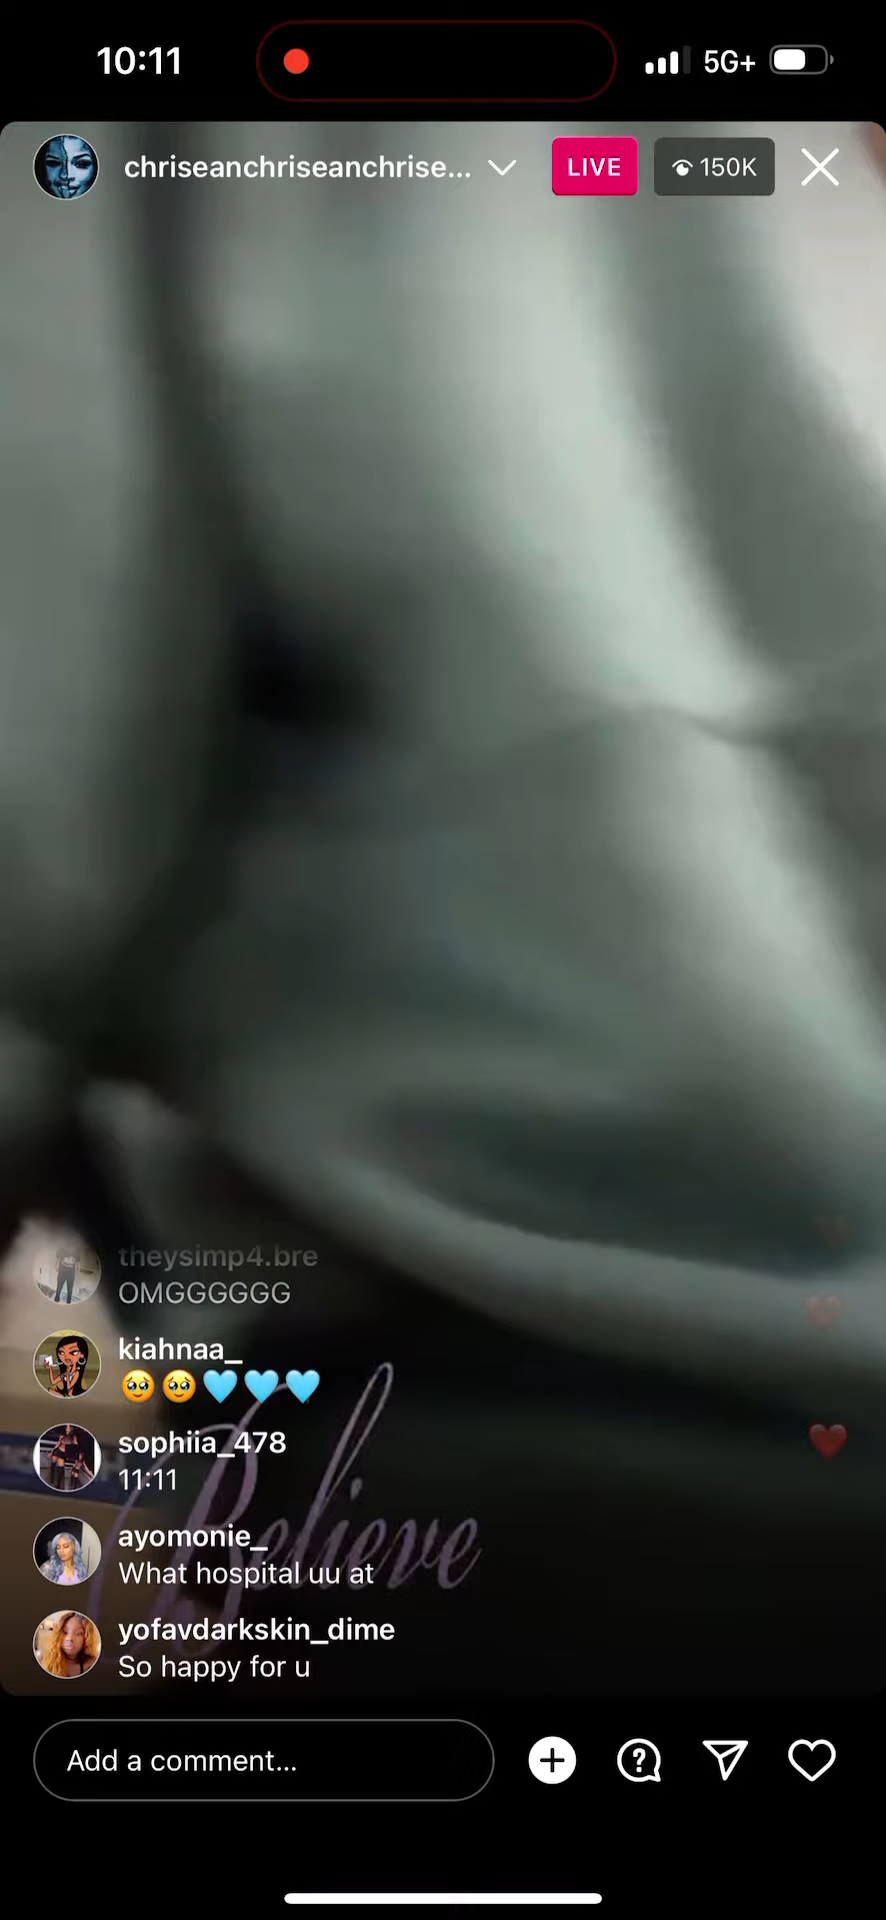 10:11
5G+
chriseanchriseanchrise...
LIVE
150K
theysimp4.bre
OMGGGGGG
kiahnaa_
🥹🥹🩵🩵🩵
sophiia_478
11:11
ayomonie_
What hospital uu at
Believe
yofavdarkskin_dime
So happy for u
Add a comment...